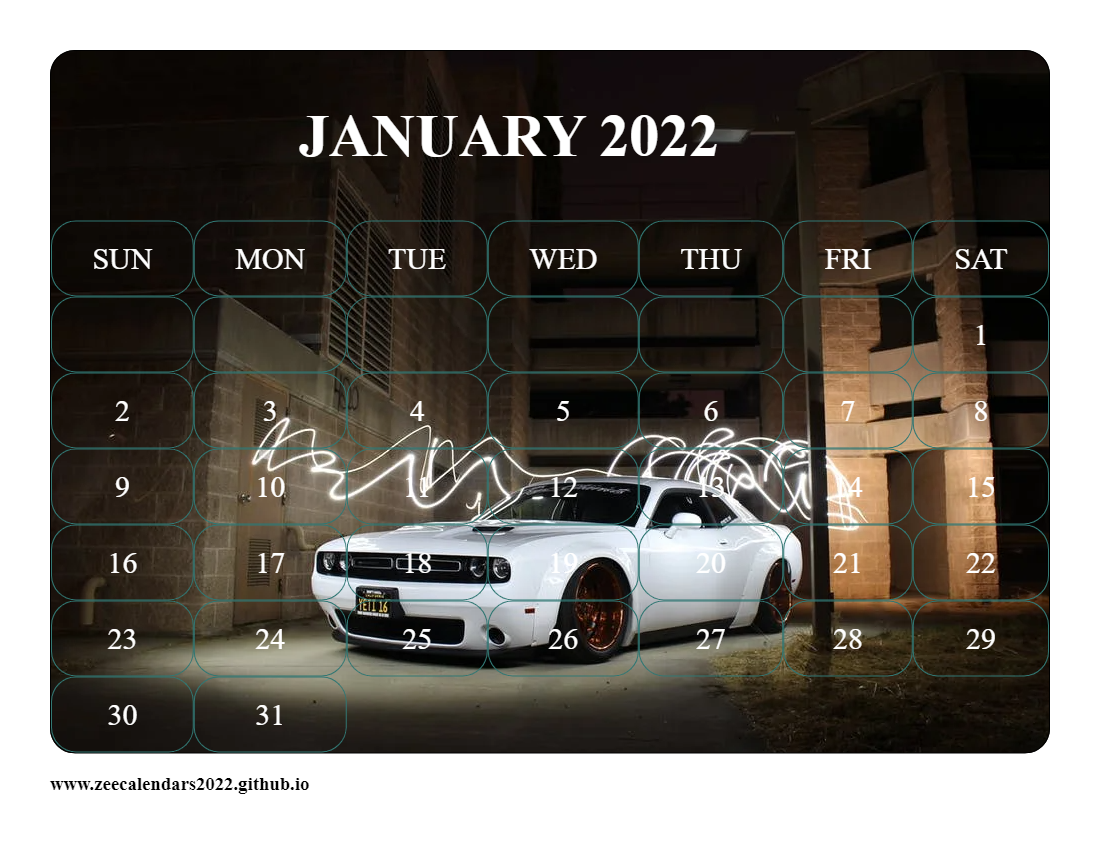 JANUARY 2022
SUN MON TUE WED THU FRI SAT
1
2 3 4 5 6 7 8
9 10 11 12 13 14 15
16 17 18 19 20 21 22
YETI 16
23 24 25 26 27 28 29
30 31
www.zeecalendars2022.github.io